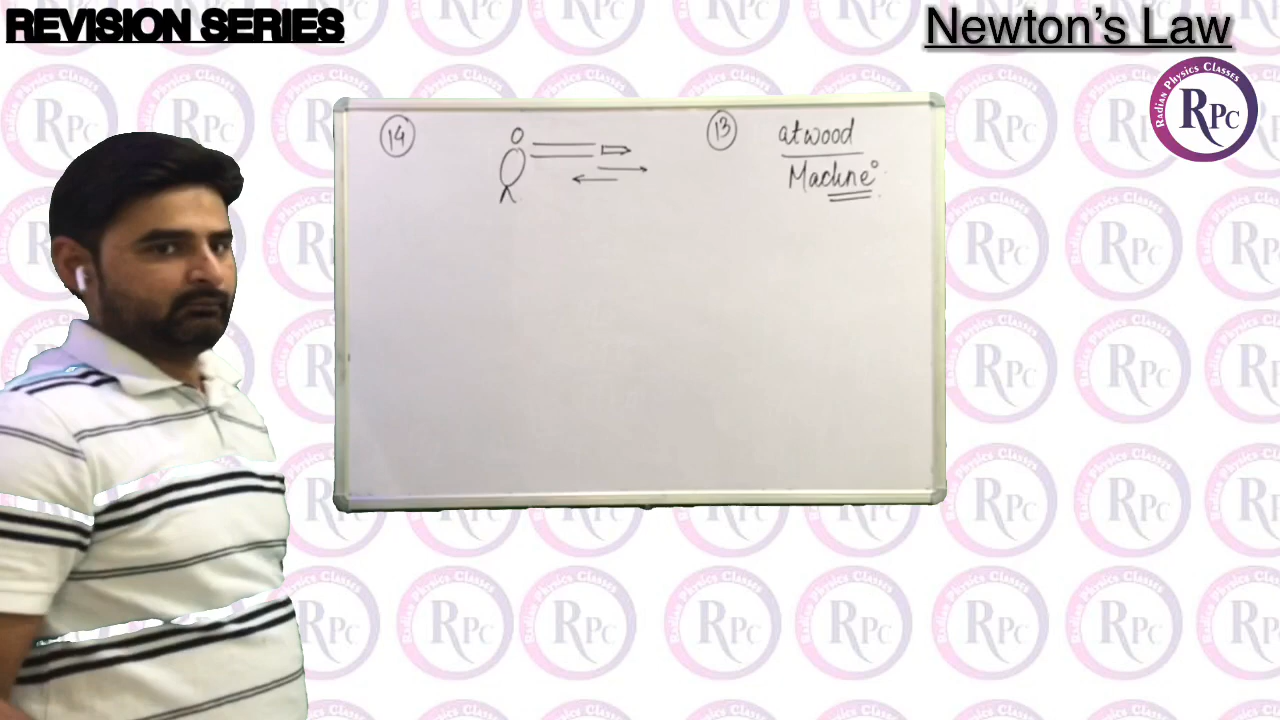 REVISION SERIES
Newton's Law
Radian Physics Classes
RPC
14
13
atwood
Machine